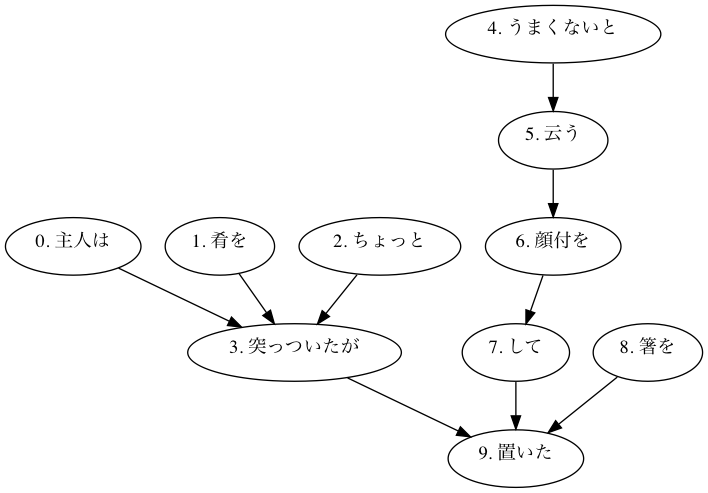 4. うまくないと
5. 云う
0. 主人は
1. 肴を
2. ちょっと
6. 顔付を
3. 突っついたが
7. して
8. 箸を
9. 置いた